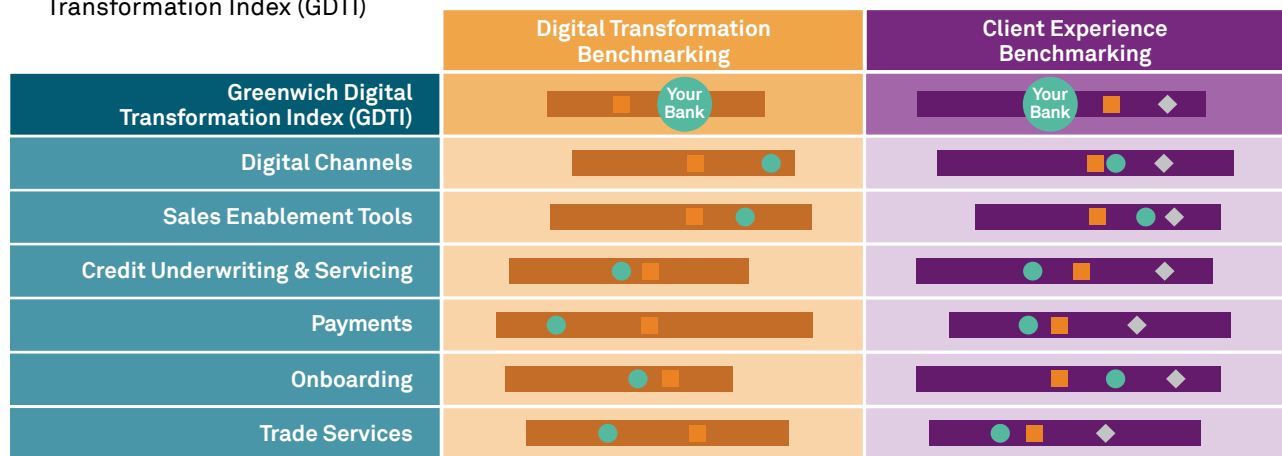 Transformation Index (GDTI)
Digital Transformation
Benchmarking
Client Experience
Benchmarking
Greenwich Digital
Transformation Index (GDTI)
Your
Bank
Your
Bank
Digital Channels
Sales Enablement Tools
Credit Underwriting & Servicing
Payments
Onboarding
Trade Services